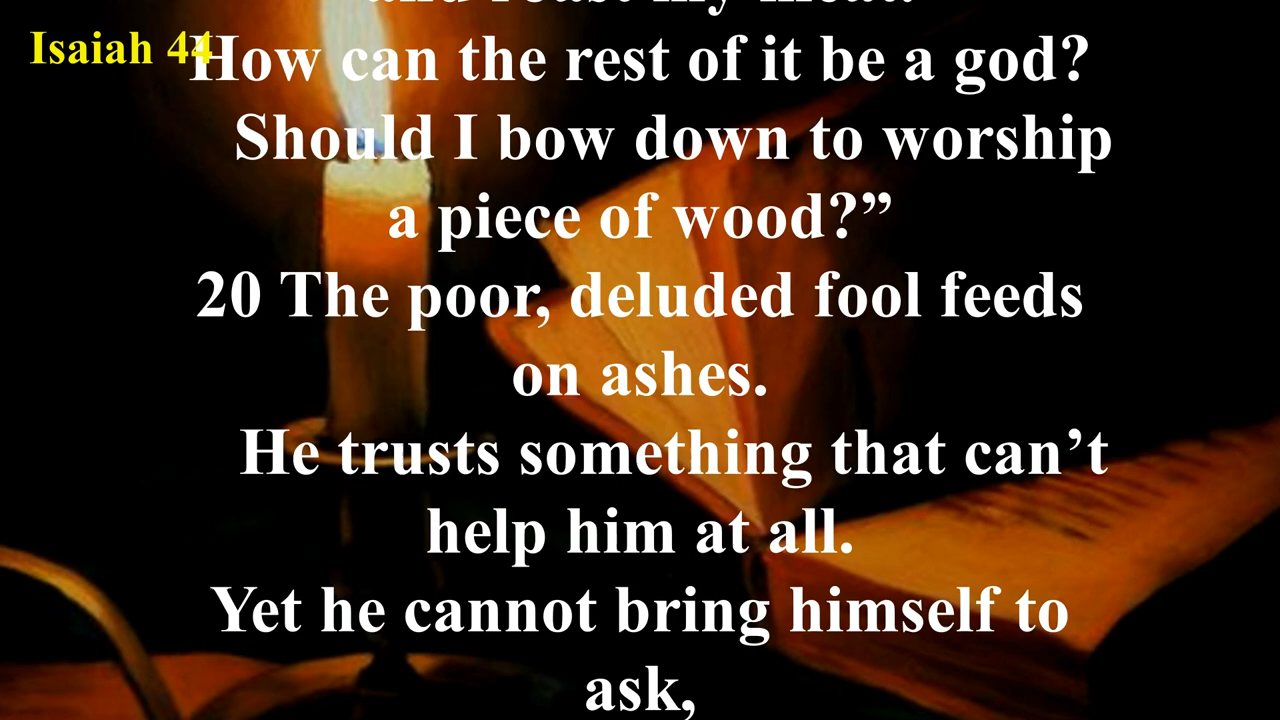 Isaiah 44
“How can the rest of it be a god?
Should I bow down to worship
a piece of wood?”
20 The poor, deluded fool feeds
on ashes.
He trusts something that can’t
help him at all.
Yet he cannot bring himself to
ask,